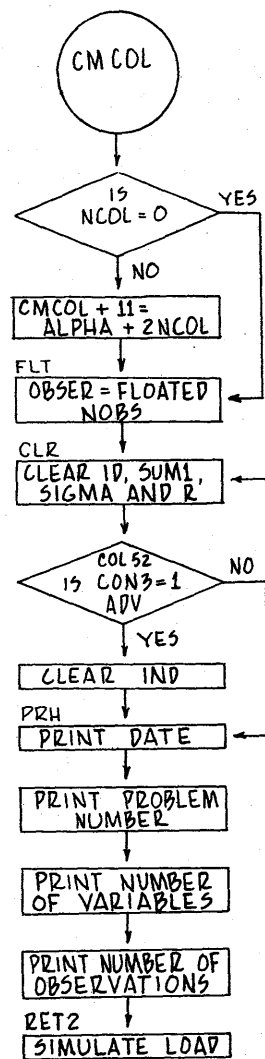 CMCOL
IS
NCOL = 0
YES
NO
CMCOL + 11 =
ALPHA + 2NCOL
FLT
OBSER = FLOATED
NOBS
CLR
CLEAR ID, SUM1,
SIGMA AND R
COL 52
IS CON3=1
ADV
NO
YES
CLEAR IND
PRH
PRINT DATE
PRINT PROBLEM
NUMBER
PRINT NUMBER
OF VARIABLES
PRINT NUMBER OF
OBSERVATIONS
RET2
SIMULATE LOAD